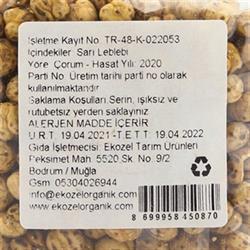 İşletme Kayıt No. TR-48-K-022053
İçindekiler Sarı Leblebi
Yöre Çorum - Hasat Yılı: 2020
Parti No: Üretim tarihi parti no olarak
kullanılmaktadır
Saklama Koşulları;Serin, ışıksız ve
rutubetsiz yerden saklayınız
ALERJEN MADDE İÇERİR
U.R.T. 19.04.2021 -T.E.T.T. 19.04.2022
Gıda İşletmecisi: Ekozel Tarım Ürünleri
Peksimet Mah. 5520.Sk. No.:9/2
Bodrum / Muğla
Gsm: 05304026944
info@ekozelorganik.com
www.ekozelorganik.com
8 699958 450870